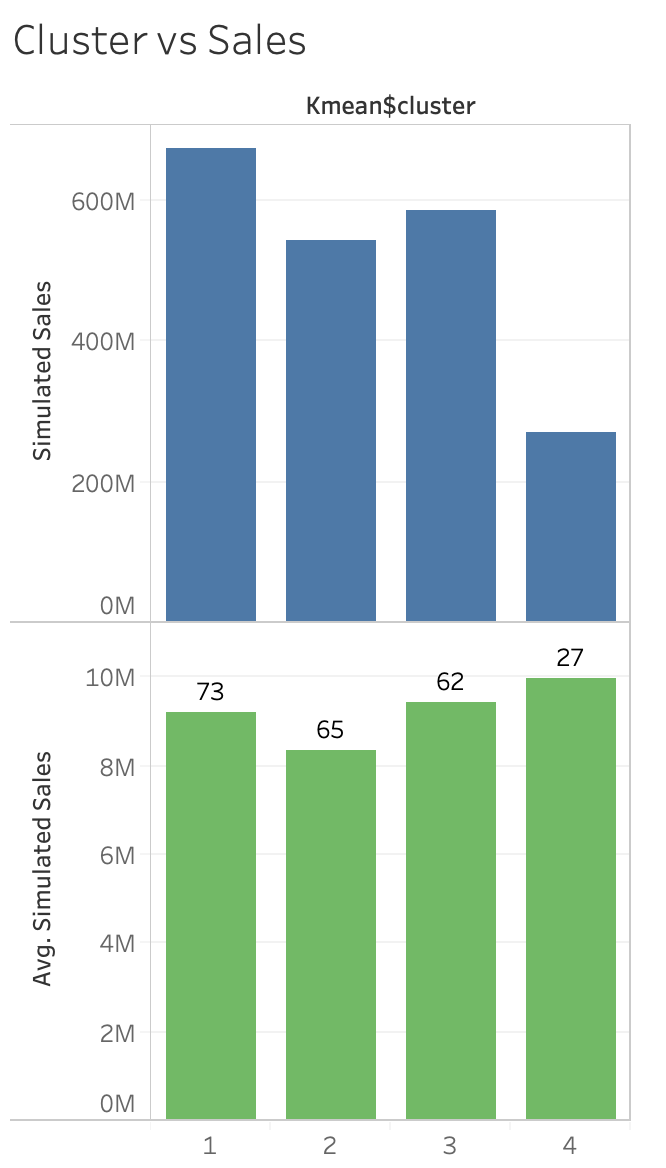 Cluster vs Sales
Kmean$cluster
Simulated Sales
600M
400M
200M
0M
Avg. Simulated Sales
10M
8M
6M
4M
2M
0M
73
65
62
27
1 2 3 4